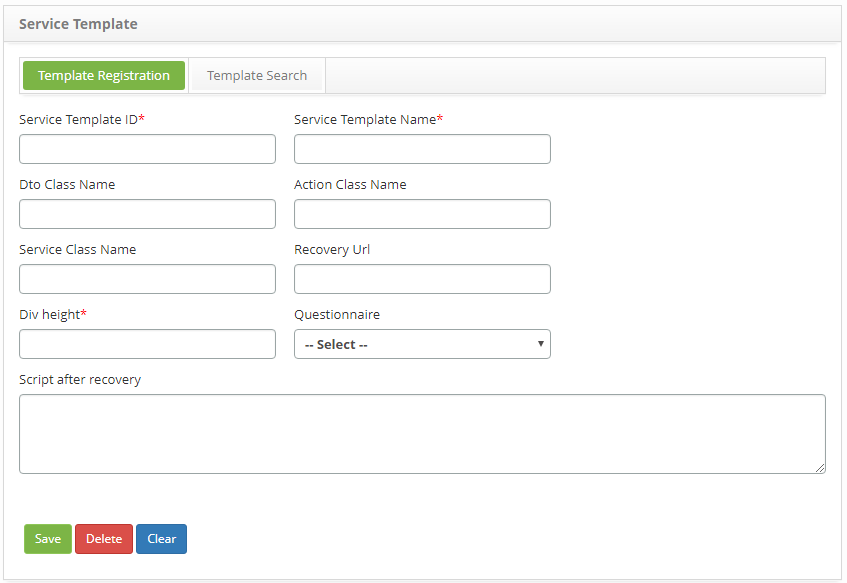 Service Template
Template Registration Template Search
Service Template ID* Service Template Name*
Dto Class Name Action Class Name
Service Class Name Recovery Url
Div height* Questionnaire
-- Select --
Script after recovery
Save Delete Clear